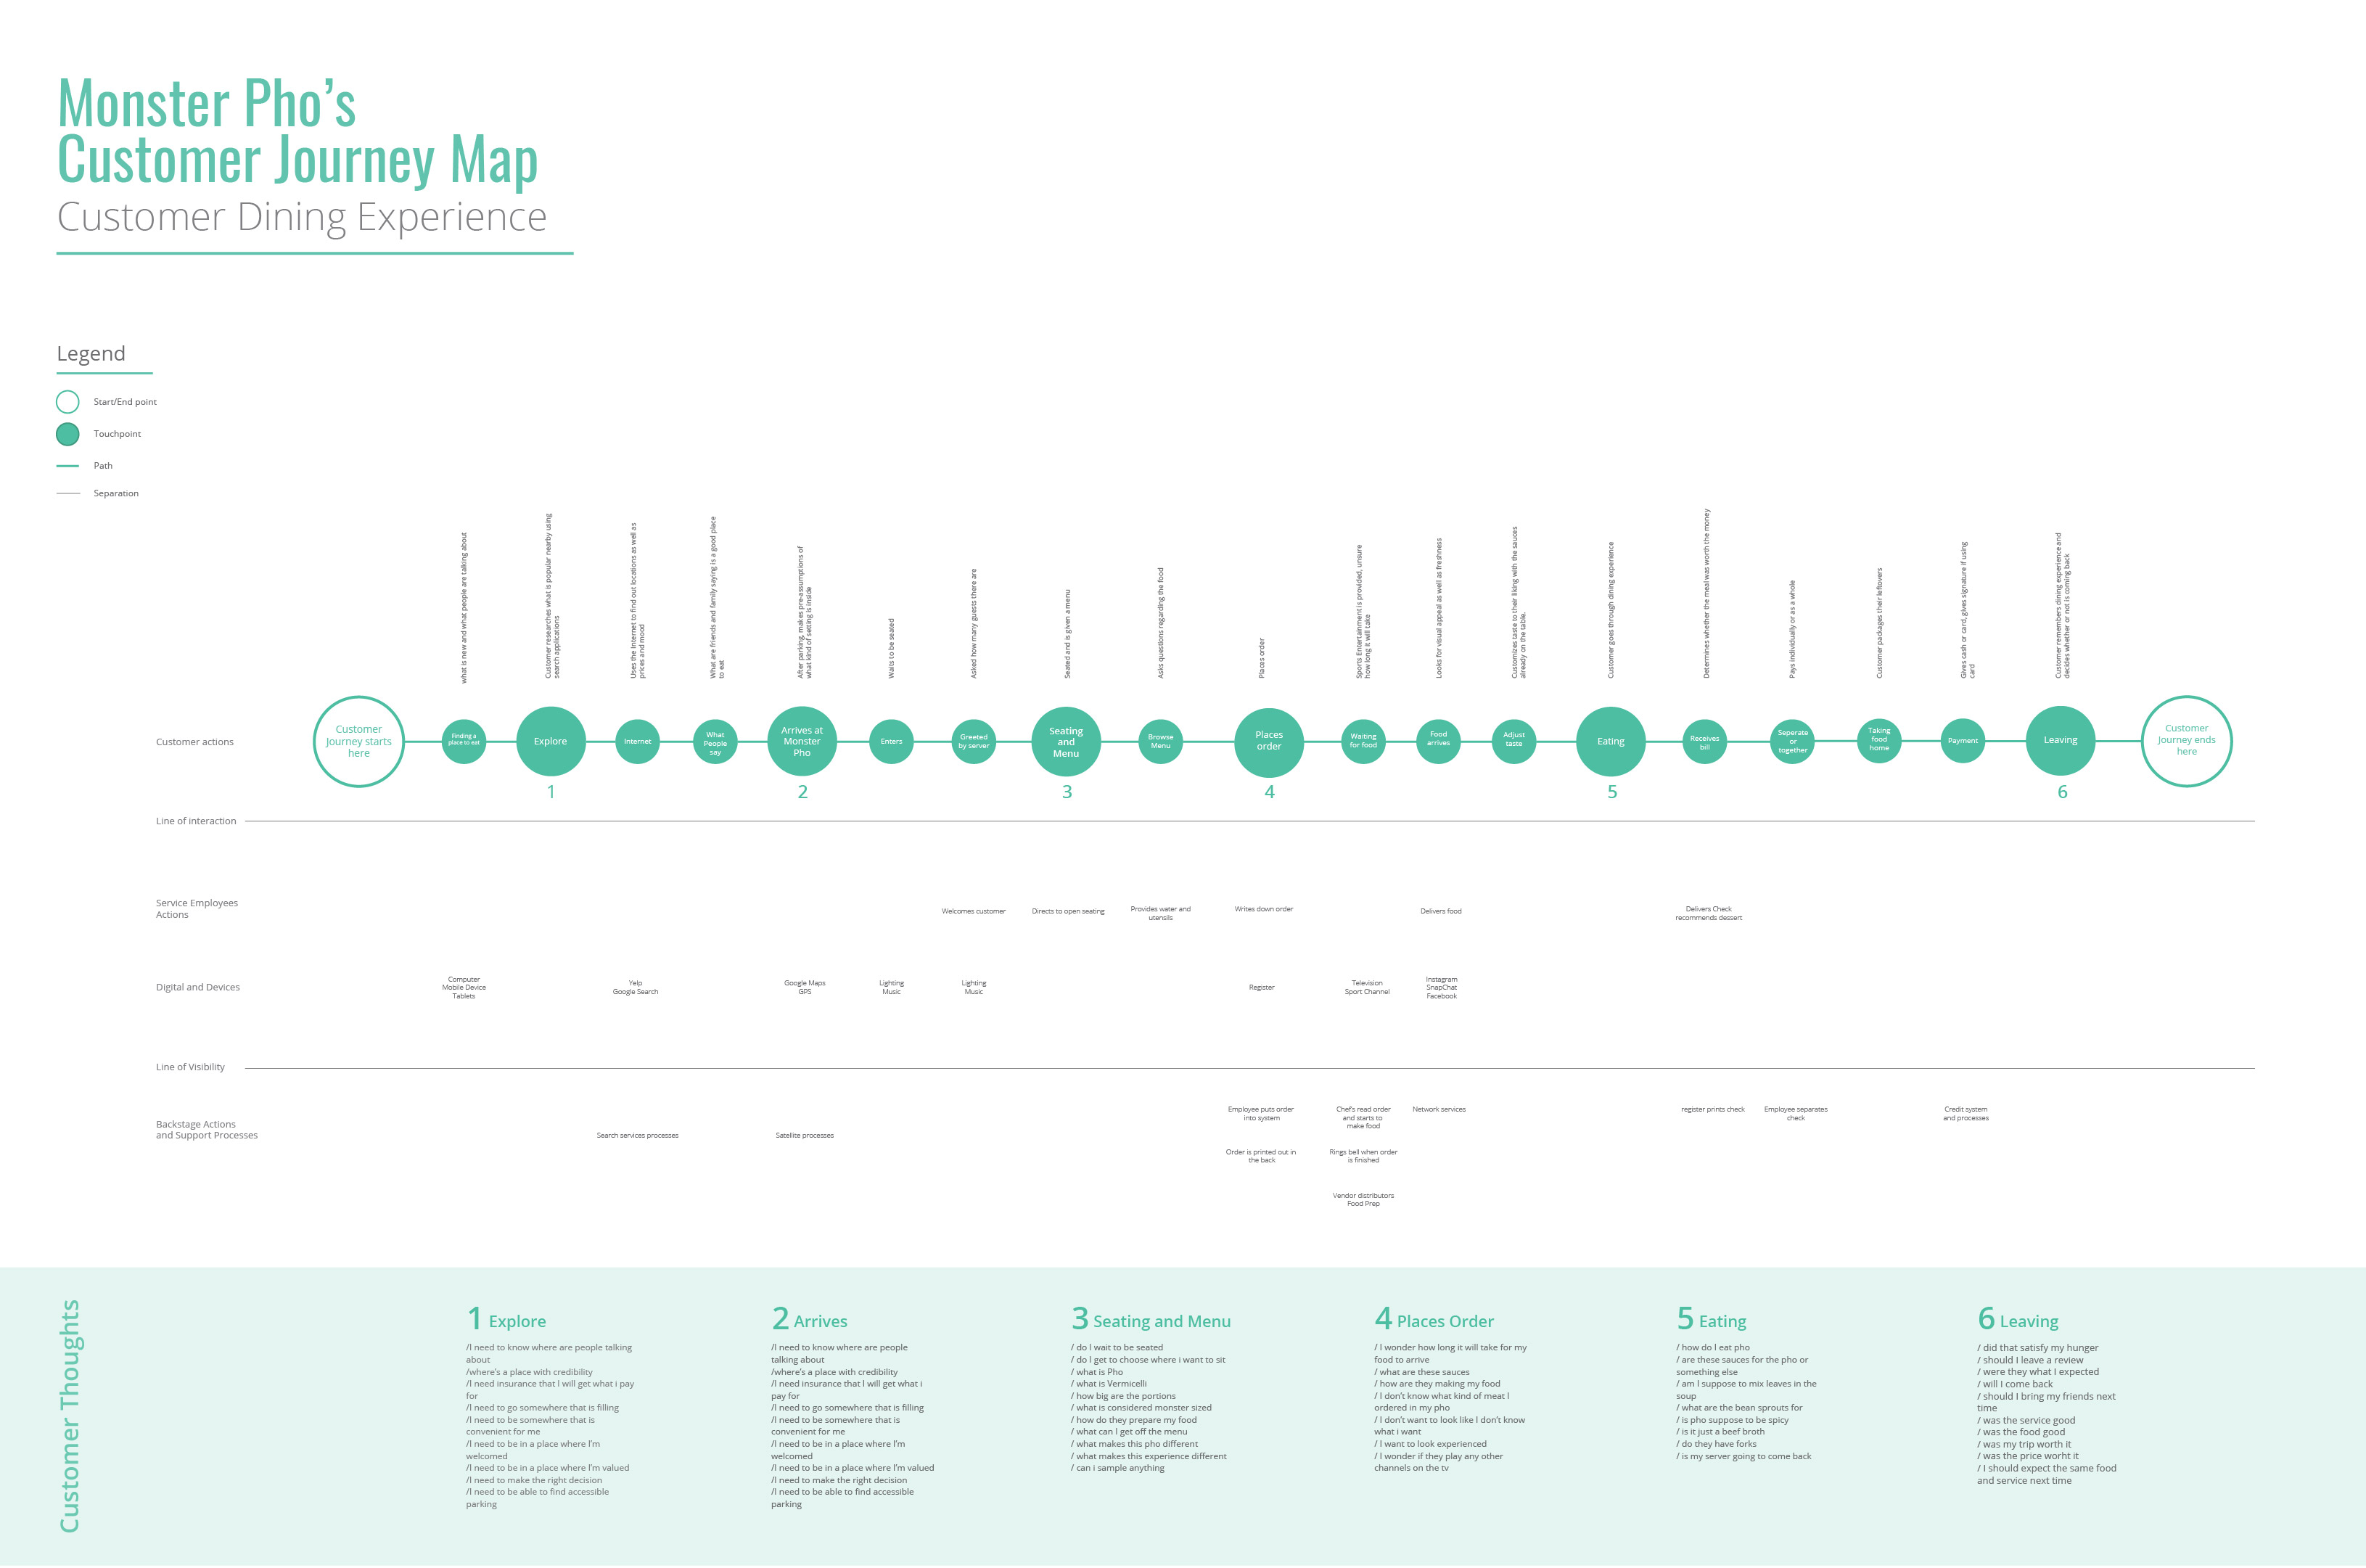 Monster Pho’s
Customer Journey Map
Customer Dining Experience
Legend
Start/End point
Touchpoint
Path
Separation
what is new and what people are talking about
Customer researches what is popular nearby using
search applications
Uses the Internet to find out locations as well as
prices and mood
What are friends and family saying is a good place
to eat
After parking, makes pre-assumptions of
what kind of setting is inside
Waits to be seated
Asked how many guests there are
Seated and is given a menu
Asks questions regarding the food
Places order
Sports Entertainment is provided, unsure
how long it will take
Looks for visual appeal as well as freshness
Customizes taste to their liking with the sauces
already on the table.
Customer goes through dining experience
Determines whether the meal was worth the money
Pays individually or as a whole
Customer packages their leftovers
Gives cash or card, gives signature if using
card
Customer remembers dining experience and
decides whether or not is coming back
Customer actions
Customer
Journey starts
here
Finding a
place to eat
Explore
Internet
What
People
say
Arrives at
Monster
Pho
Enters
Greeted
by server
Seating
and
Menu
Browse
Menu
Places
order
Waiting
for food
Food
arrives
Adjust
taste
Eating
Receives
bill
Seperate
or
together
Taking
food
home
Payment
Leaving
Customer
Journey ends
here
1
2
3
4
5
6
Line of interaction
Service Employees
Actions
Welcomes customer
Directs to open seating
Provides water and
utensils
Writes down order
Delivers food
Delivers Check
recommends dessert
Digital and Devices
Computer
Mobile Device
Tablets
Yelp
Google Search
Google Maps
GPS
Lighting
Music
Lighting
Music
Register
Television
Sport Channel
Instagram
SnapChat
Facebook
Line of Visibility
Backstage Actions
and Support Processes
Search services processes
Satellite processes
Employee puts order
into system
Order is printed out in
the back
Chef's read order
and starts to
make food
Rings bell when order
is finished
Vendor distributors
Food Prep
Network services
register prints check
Employee separates
check
Credit system
and processes
Customer Thoughts
1 Explore
/I need to know where are people talking
about
/where’s a place with credibility
/I need insurance that I will get what i pay
for
/I need to go somewhere that is filling
/I need to be somewhere that is
convenient for me
/I need to be in a place where I’m
welcomed
/I need to be in a place where I’m valued
/I need to make the right decision
/I need to be able to find accessible
parking
2 Arrives
/I need to know where are people
talking about
/where’s a place with credibility
/I need insurance that I will get what i
pay for
/I need to go somewhere that is filling
/I need to be somewhere that is
convenient for me
/I need to be in a place where I’m
welcomed
/I need to be in a place where I’m valued
/I need to make the right decision
/I need to be able to find accessible
parking
3 Seating and Menu
/ do I wait to be seated
/ do I get to choose where i want to sit
/ what is Pho
/ what is Vermicelli
/ how big are the portions
/ what is considered monster sized
/ how do they prepare my food
/ what can I get off the menu
/ what makes this pho different
/ what makes this experience different
/ can i sample anything
4 Places Order
/ I wonder how long it will take for my
food to arrive
/ what are these sauces
/ how are they making my food
/ I don’t know what kind of meat I
ordered in my pho
/ I don’t want to look like I don’t know
what i want
/ I want to look experienced
/ I wonder if they play any other
channels on the tv
5 Eating
/ how do I eat pho
/ are these sauces for the pho or
something else
/ am I suppose to mix leaves in the
soup
/ what are the bean sprouts for
/ is pho suppose to be spicy
/ is it just a beef broth
/ do they have forks
/ is my server going to come back
6 Leaving
/ did that satisfy my hunger
/ should I leave a review
/ were they what I expected
/ will I come back
/ should I bring my friends next
time
/ was the service good
/ was the food good
/ was my trip worth it
/ was the price worht it
/ I should expect the same food
and service next time